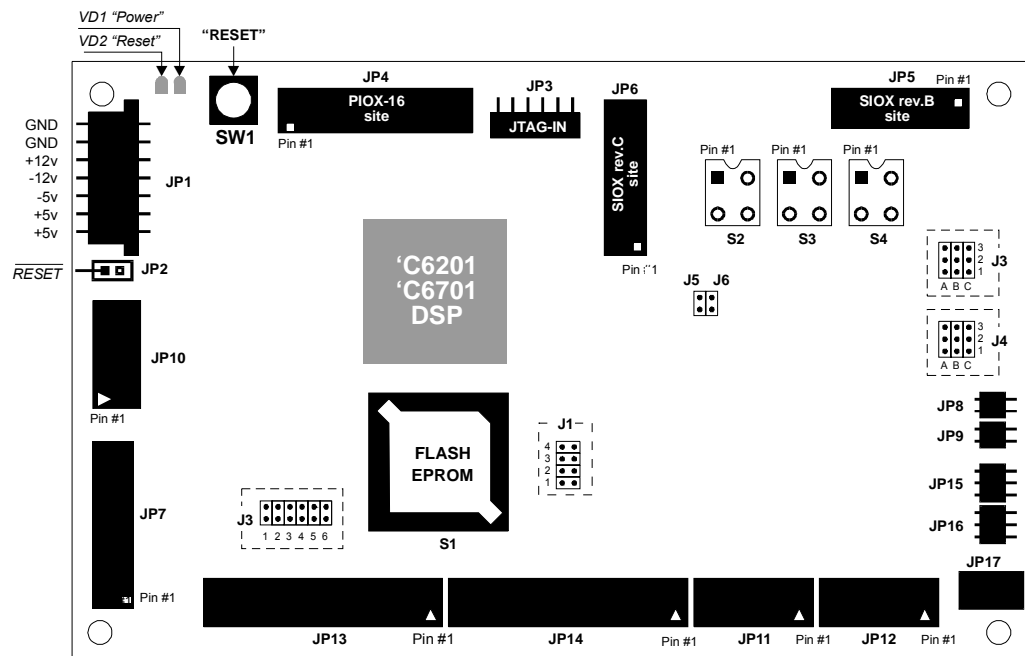 VD1 “Power”
VD2 “Reset”
“RESET”
JP4
PIOX-16
site
Pin #1
SW1
JP3
JTAG-IN
JP6
SIOX rev.C
site
Pin #1
JP5
Pin #1
SIOX rev.B
site
GND
GND
+12v
-12v
-5v
+5v
+5v
JP1
Pin #1
Pin #1
Pin #1
S2
S3
S4
RESET
JP2
‘C6201
‘C6701
DSP
J5
J6
3
2
1
A B C
J3
3
2
1
A B C
J4
JP10
Pin #1
JP8
JP9
J1
4
3
2
1
FLASH
EPROM
S1
J3
1 2 3 4 5 6
JP7
Pin #1
JP15
JP16
JP17
JP13
Pin #1
JP14
Pin #1
JP11
Pin #1
JP12
Pin #1